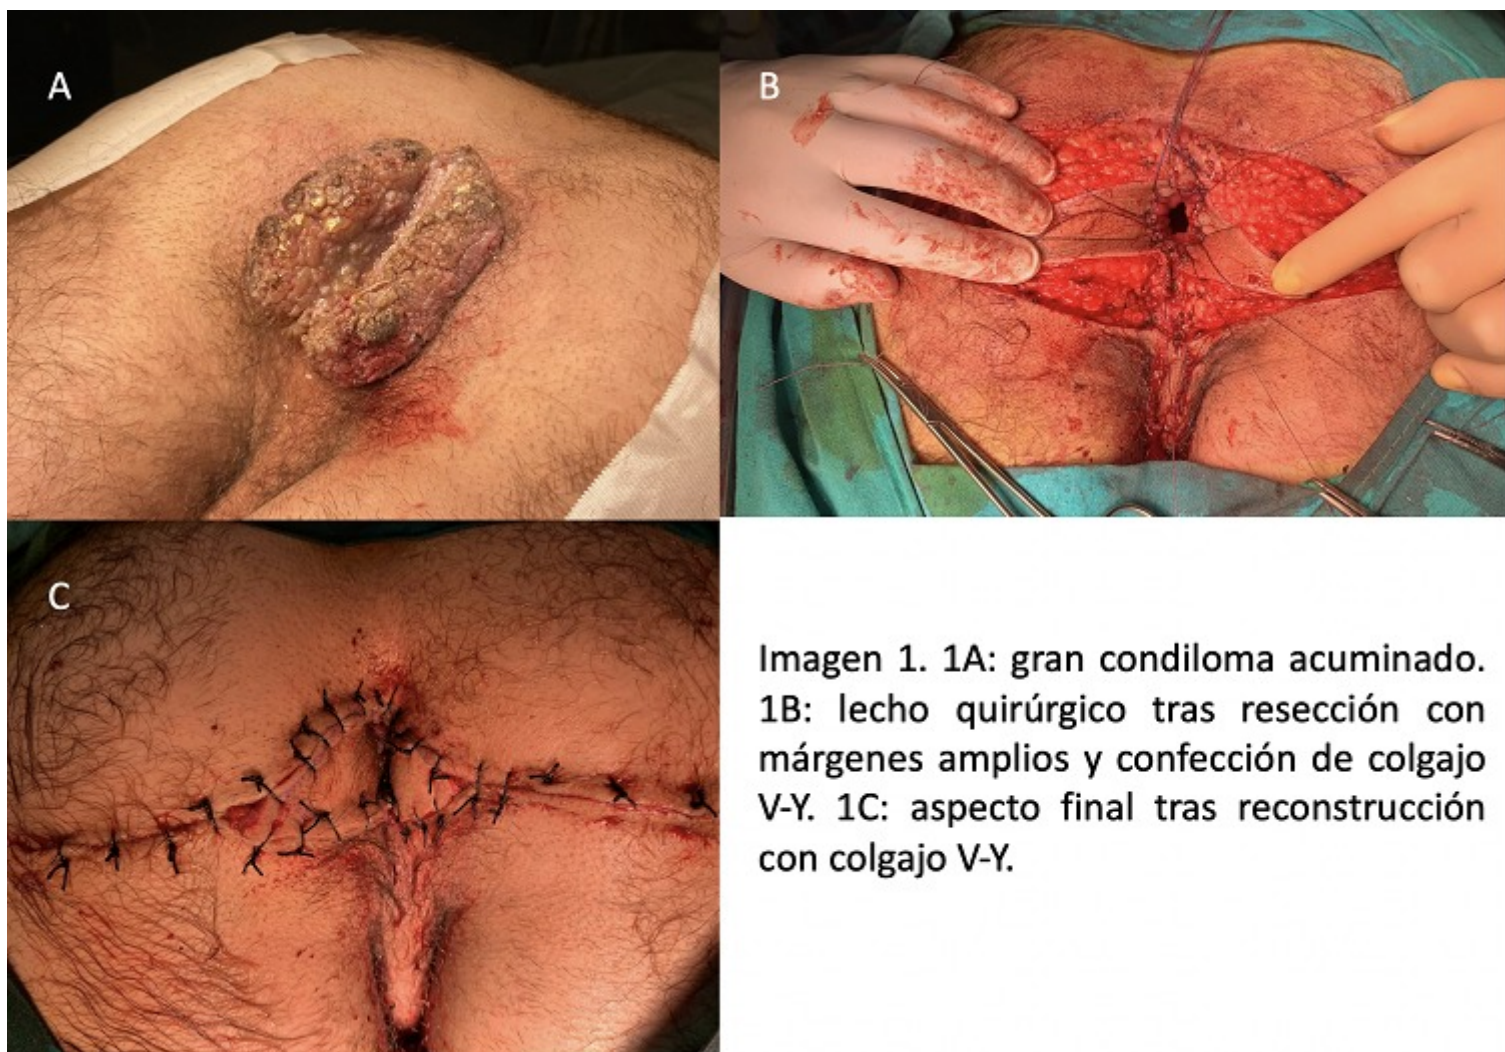 A
B
C
Imagen 1. 1A: gran condiloma acuminado.
1B: lecho quirúrgico tras resección con
márgenes amplios y confección de colgajo
V-Y. 1C: aspecto final tras reconstrucción
con colgajo V-Y.